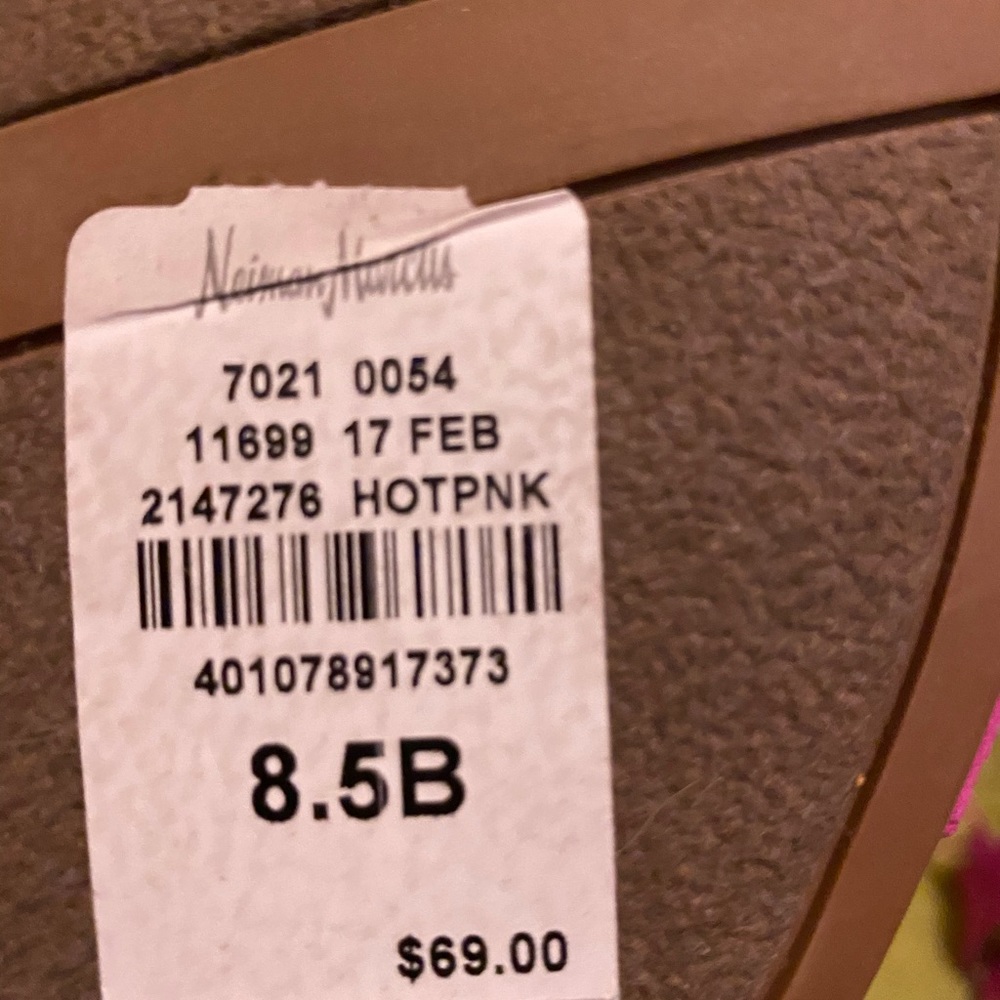 Neiman Marcus
7021 0054
11699 17 FEB
2147276 HOTPNK
401078917373
8.5B
$69.00